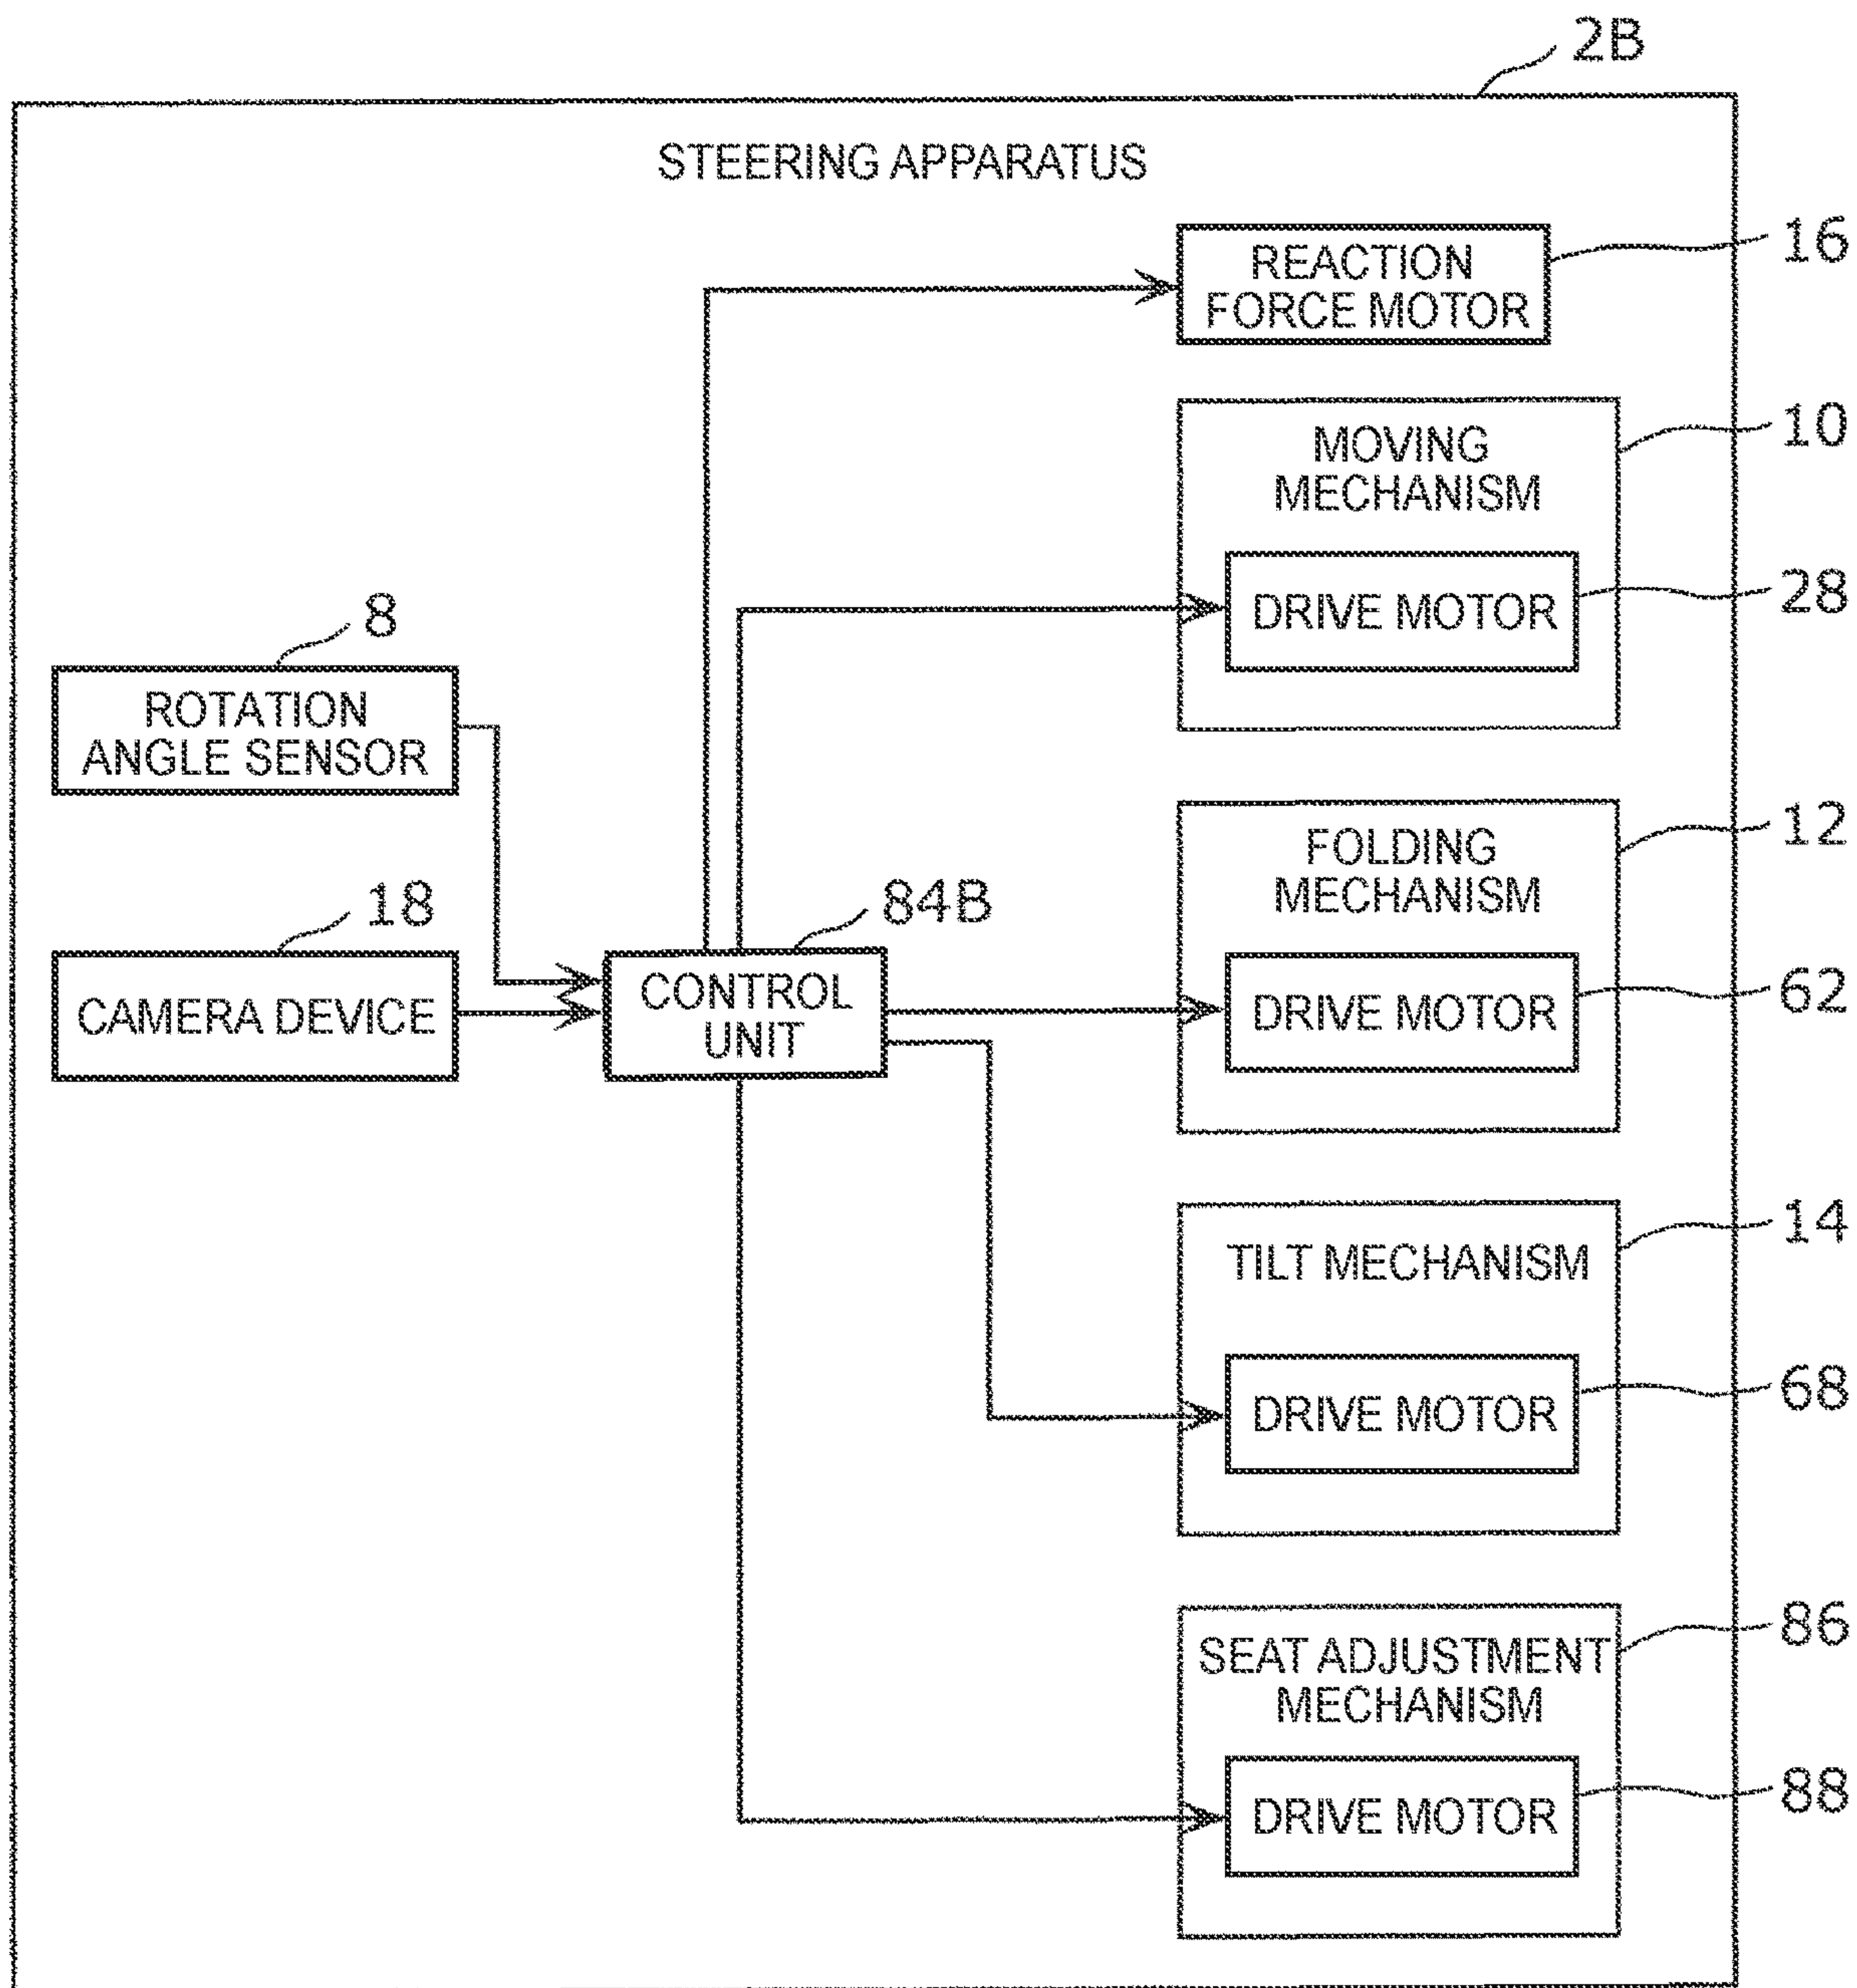 2B
STEERING APPARATUS
REACTION
FORCE MOTOR
16
MOVING
MECHANISM
10
DRIVE MOTOR
28
8
ROTATION
ANGLE SENSOR
FOLDING
MECHANISM
12
18
CAMERA DEVICE
84B
CONTROL
UNIT
DRIVE MOTOR
62
TILT MECHANISM
14
DRIVE MOTOR
68
SEAT ADJUSTMENT
MECHANISM
86
DRIVE MOTOR
88